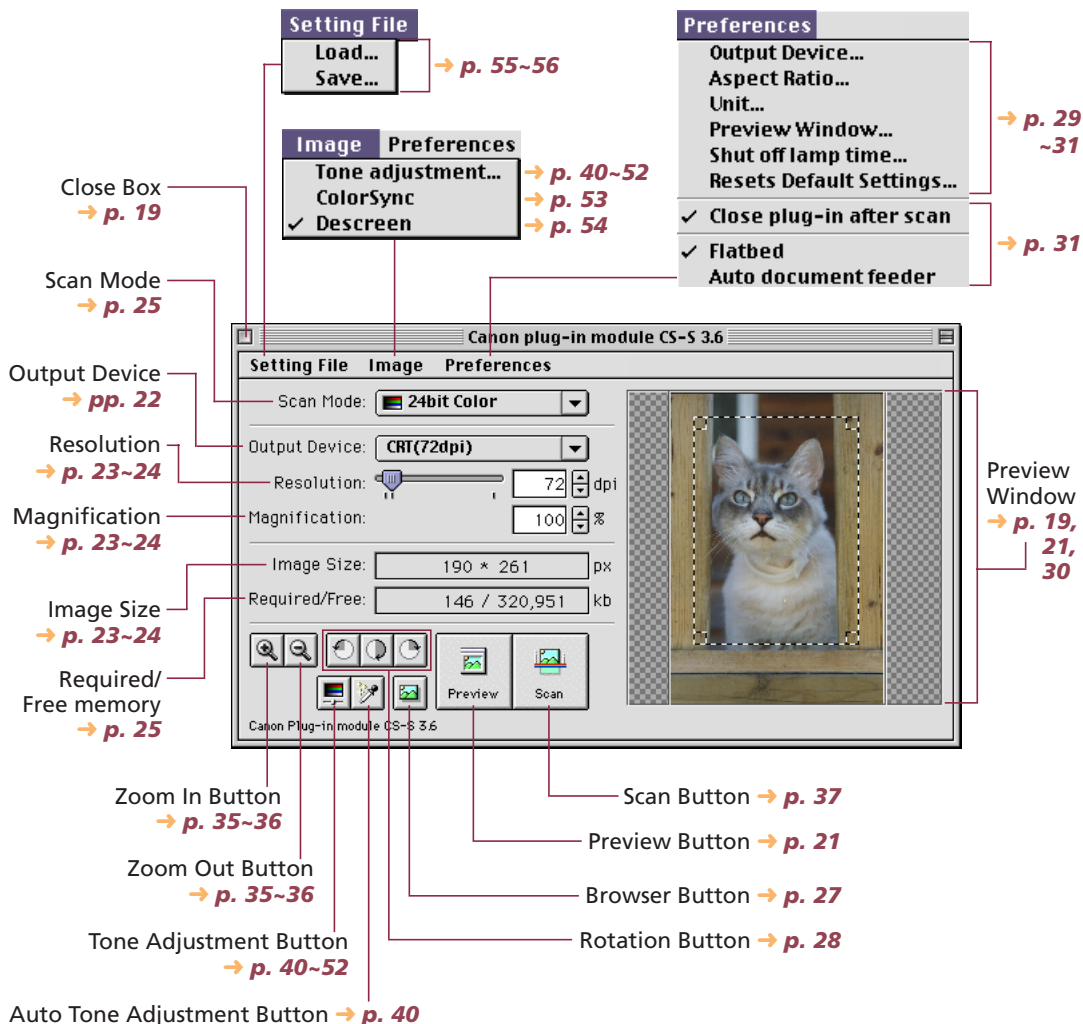 Setting File
Load...
Save...
➔ p. 55~56
Preferences
Output Device...
Aspect Ratio...
Unit...
Preview Window...
Shut off lamp time...
Resets Default Settings...
➔ p. 29
~31
✓ Close plug-in after scan
✓ Flatbed
Auto document feeder
➔ p. 31
Image Preferences
Tone adjustment...
➔ p. 40~52
ColorSync
➔ p. 53
✓ Descreen
➔ p. 54
Close Box
➔ p. 19
Scan Mode
➔ p. 25
Output Device
➔ pp. 22
Resolution
➔ p. 23~24
Magnification
➔ p. 23~24
Image Size
➔ p. 23~24
Required/
Free memory
➔ p. 25
Canon plug-in module CS-S 3.6
Setting File Image Preferences
Scan Mode: 24bit Color
Output Device: CRT(72dpi)
Resolution: 72 dpi
Magnification: 100 %
Image Size: 190 * 261 px
Required/Free: 146 / 320,951 kb
Preview
Scan
Canon Plug-in module CS-S 3.6
Preview
Window
➔ p. 19,
21,
30
Zoom In Button
➔ p. 35~36
Zoom Out Button
➔ p. 35~36
Tone Adjustment Button
➔ p. 40~52
Auto Tone Adjustment Button ➔ p. 40
Scan Button ➔ p. 37
Preview Button ➔ p. 21
Browser Button ➔ p. 27
Rotation Button ➔ p. 28